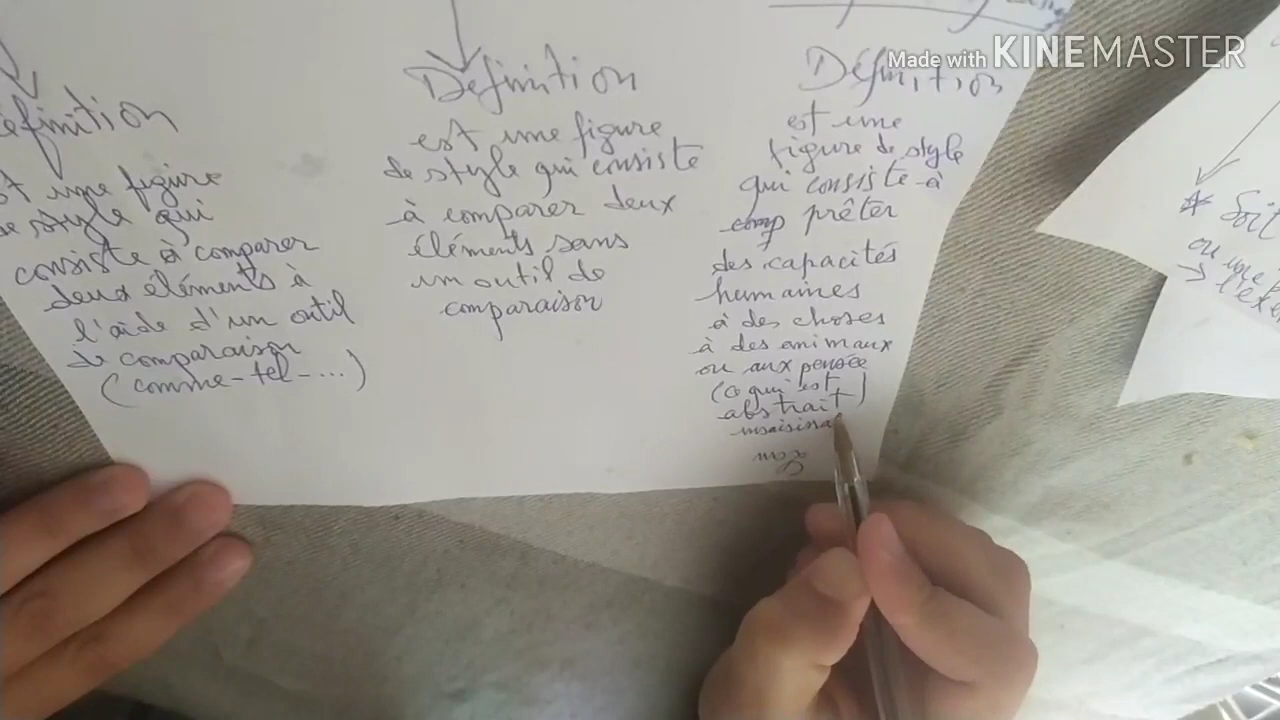 Made with KINEMASTER
Définition
est une figure
de style qui
consiste à comparer
deux éléments à
l'aide d'un outil
de comparaison
(comme-tel-...)
Définition
est une figure
de style qui consiste
à comparer deux
éléments sans
un outil de
comparaison
Définition
est une
figure de style
qui consiste à
comp prêter
des capacités
humaines
à des choses
à des animaux
ou aux pensée
(ce qui est
abstrait)
* Soit
ou une